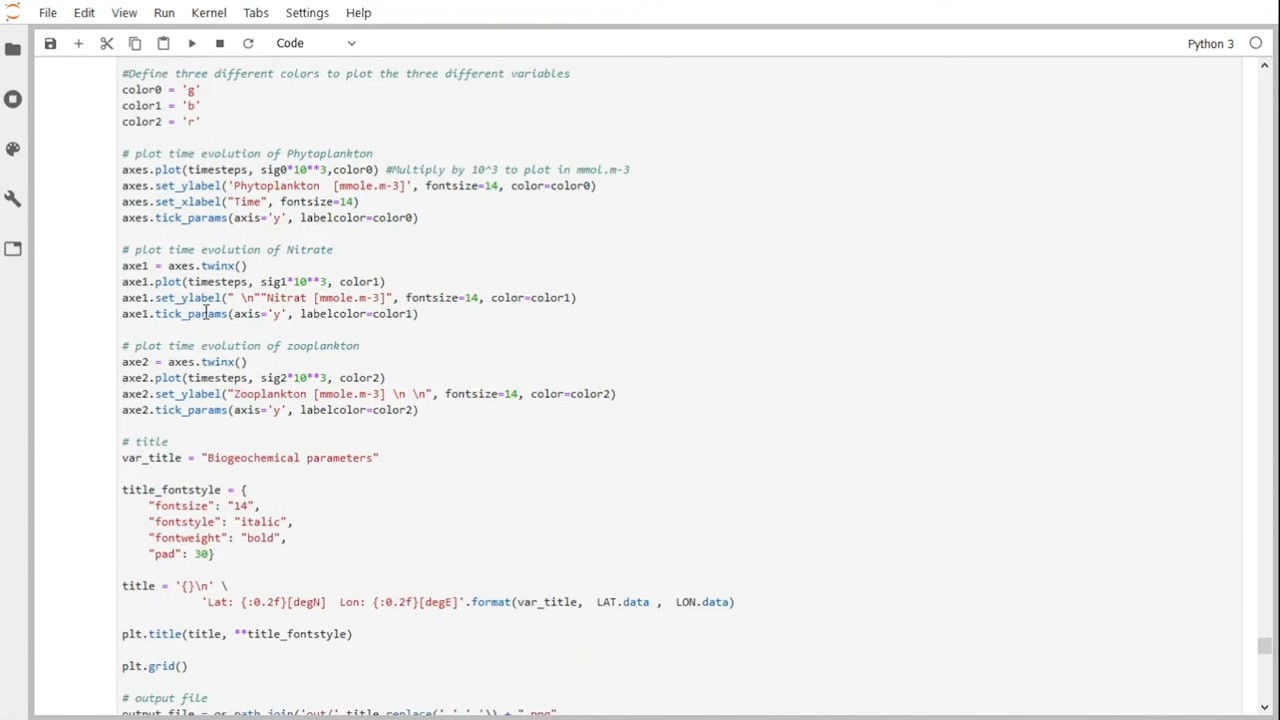 File Edit View Run Kernel Tabs Settings Help
Code Python 3
#Define three different colors to plot the three different variables
color0 = 'g'
color1 = 'b'
color2 = 'r'
# plot time evolution of Phytoplankton
axes.plot(timesteps, sig0*10**3,color0) #Multiply by 10^3 to plot in mmol.m-3
axes.set_ylabel('Phytoplankton  [mmole.m-3]', fontsize=14, color=color0)
axes.set_xlabel("Time", fontsize=14)
axes.tick_params(axis='y', labelcolor=color0)
# plot time evolution of Nitrate
axe1 = axes.twinx()
axe1.plot(timesteps, sig1*10**3, color1)
axe1.set_ylabel(" \n""Nitrat [mmole.m-3]", fontsize=14, color=color1)
axe1.tick_params(axis='y', labelcolor=color1)
# plot time evolution of zooplankton
axe2 = axes.twinx()
axe2.plot(timesteps, sig2*10**3, color2)
axe2.set_ylabel("Zooplankton [mmole.m-3] \n \n", fontsize=14, color=color2)
axe2.tick_params(axis='y', labelcolor=color2)
# title
var_title = "Biogeochemical parameters"
title_fontstyle = {
"fontsize": "14",
"fontstyle": "italic",
"fontweight": "bold",
"pad": 30}
title = '{}\n' \
'Lat: {:0.2f}[degN]  Lon: {:0.2f}[degE]'.format(var_title,  LAT.data ,  LON.data)
plt.title(title, **title_fontstyle)
plt.grid()
# output file
output_file = os.path.join('out/',title.replace(